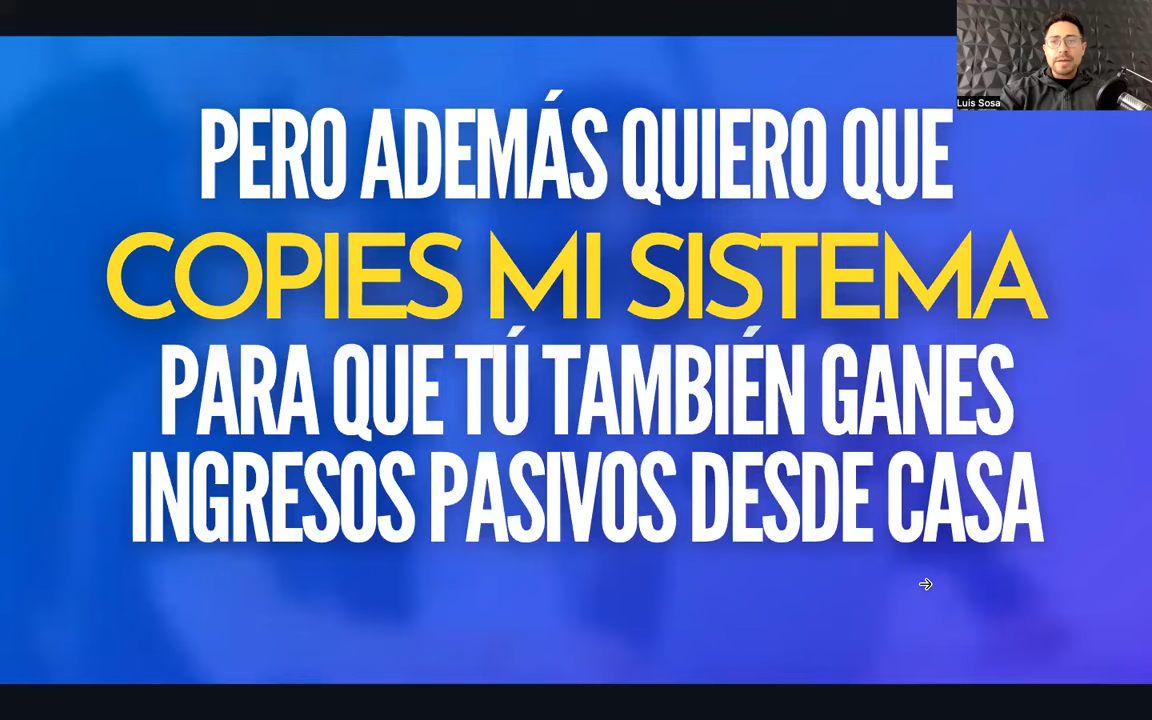 Luis Sosa
PERO ADEMÁS QUIERO QUE
COPIES MI SISTEMA
PARA QUE TÚ TAMBIÉN GANES
INGRESOS PASIVOS DESDE CASA